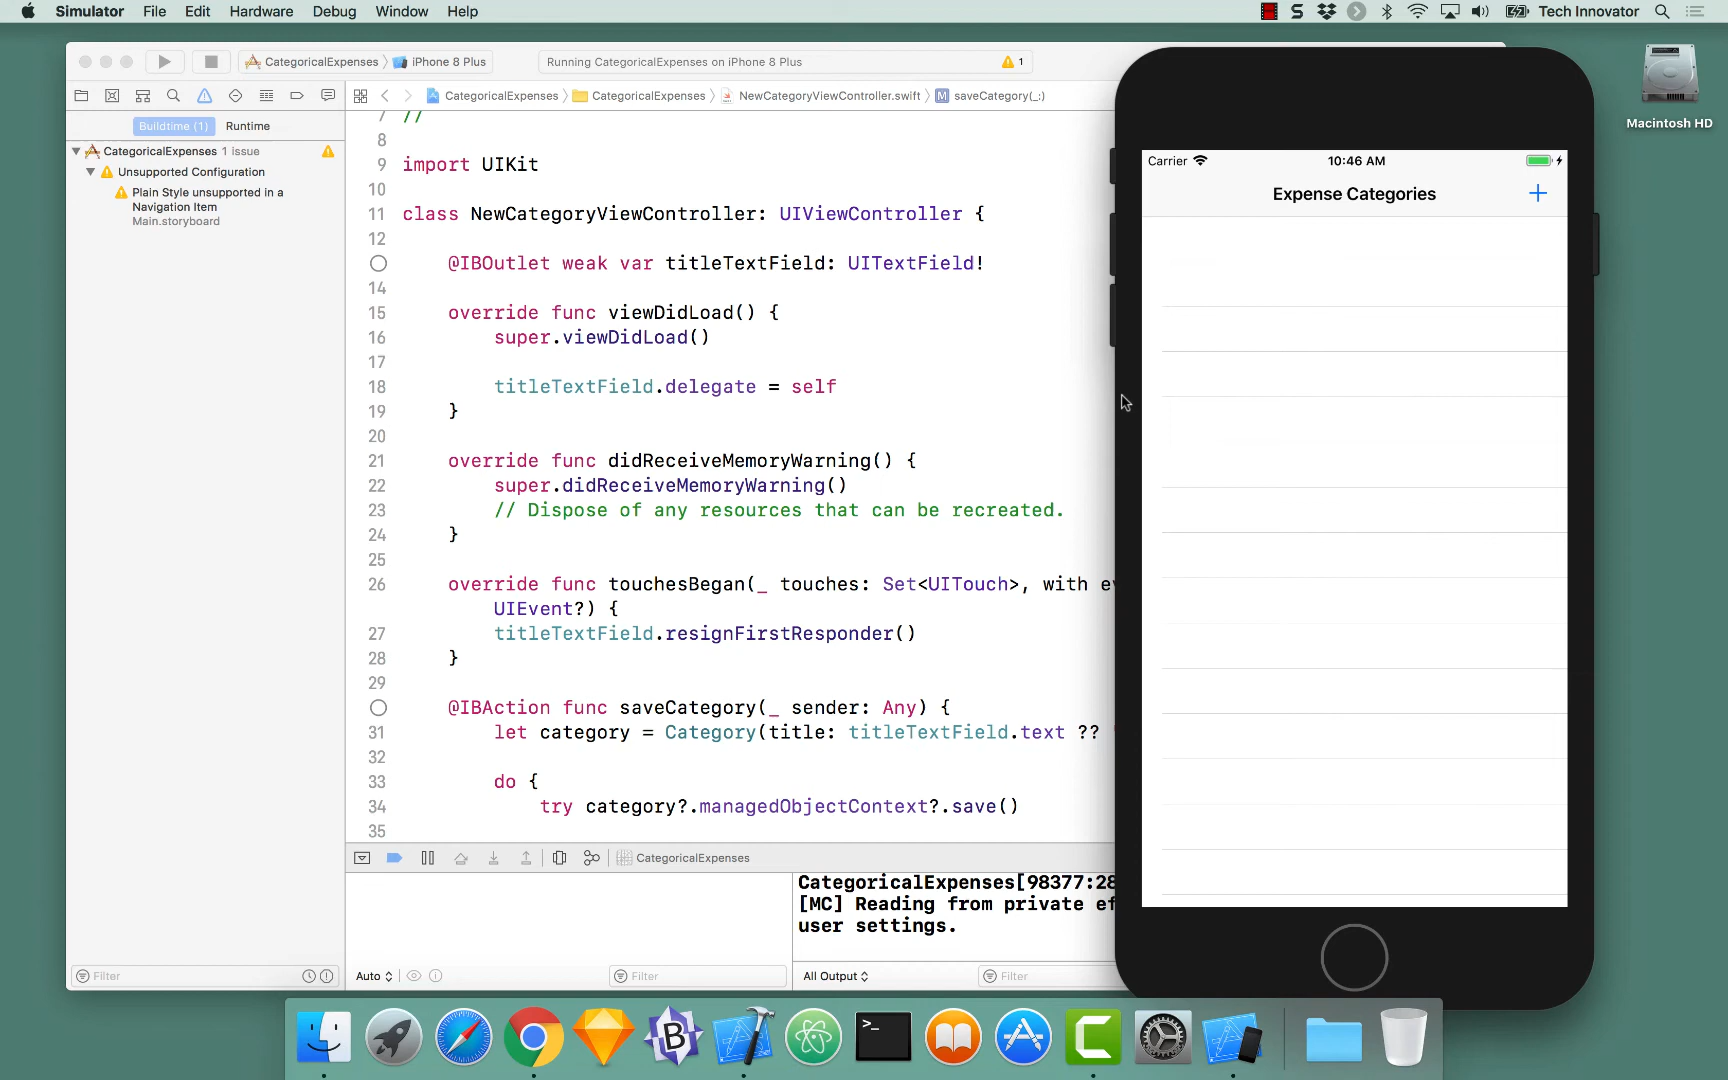 Simulator File Edit Hardware Debug Window Help
Tech Innovator
Macintosh HD
CategoricalExpenses iPhone 8 Plus
Running CategoricalExpenses on iPhone 8 Plus
1
CategoricalExpenses CategoricalExpenses NewCategoryViewController.swift M saveCategory(_:)
Buildtime (1) Runtime
CategoricalExpenses 1 issue
Unsupported Configuration
Plain Style unsupported in a
Navigation Item
Main.storyboard
7 //
8
9 import UIKit
10
11 class NewCategoryViewController: UIViewController {
12
@IBOutlet weak var titleTextField: UITextField!
14
15 override func viewDidLoad() {
16 super.viewDidLoad()
17
18 titleTextField.delegate = self
19 }
20
21 override func didReceiveMemoryWarning() {
22 super.didReceiveMemoryWarning()
23 // Dispose of any resources that can be recreated.
24 }
25
26 override func touchesBegan(_ touches: Set<UITouch>, with
UIEvent?) {
27 titleTextField.resignFirstResponder()
28 }
29
@IBAction func saveCategory(_ sender: Any) {
31 let category = Category(title: titleTextField.text ??
32
33 do {
34 try category?.managedObjectContext?.save()
35
CategoricalExpenses
CategoricalExpenses[98377:28
[MC] Reading from private ef
user settings.
Filter
Auto
Filter
All Output
Filter
Carrier 10:46 AM
Expense Categories +